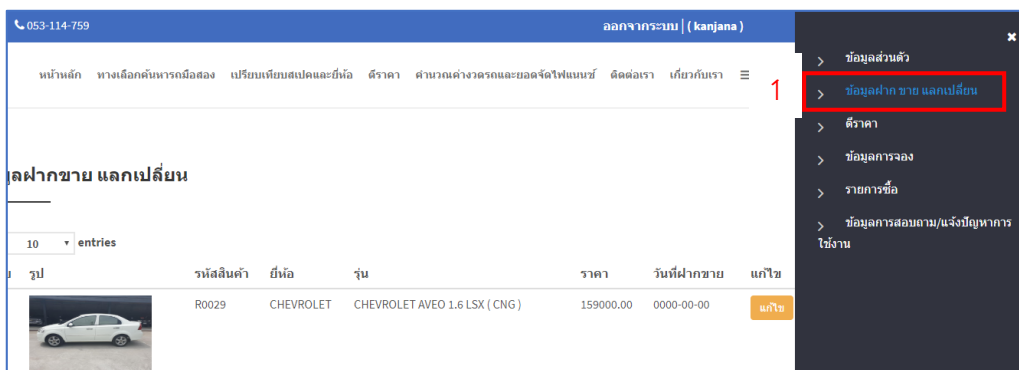 053-114-759 ออกจากระบบ | ( kanjana )
หน้าหลัก ทางเลือกค้นหารถมือสอง เปรียบเทียบสเปคและยี่ห้อ ตีราคา คำนวณค่างวดรถและยอดจัดไฟแนนซ์ ติดต่อเรา เกี่ยวกับเรา
1
ข้อมูลส่วนตัว
ข้อมูลฝาก ขาย แลกเปลี่ยน
ตีราคา
ข้อมูลการจอง
รายการซื้อ
ข้อมูลการสอบถาม/แจ้งปัญหาการ
ใช้งาน
ฝากขาย แลกเปลี่ยน
10 entries
รูป รหัสสินค้า ยี่ห้อ รุ่น ราคา วันที่ฝากขาย แก้ไข
R0029 CHEVROLET CHEVROLET AVEO 1.6 LSX ( CNG ) 159000.00 0000-00-00 แก้ไข